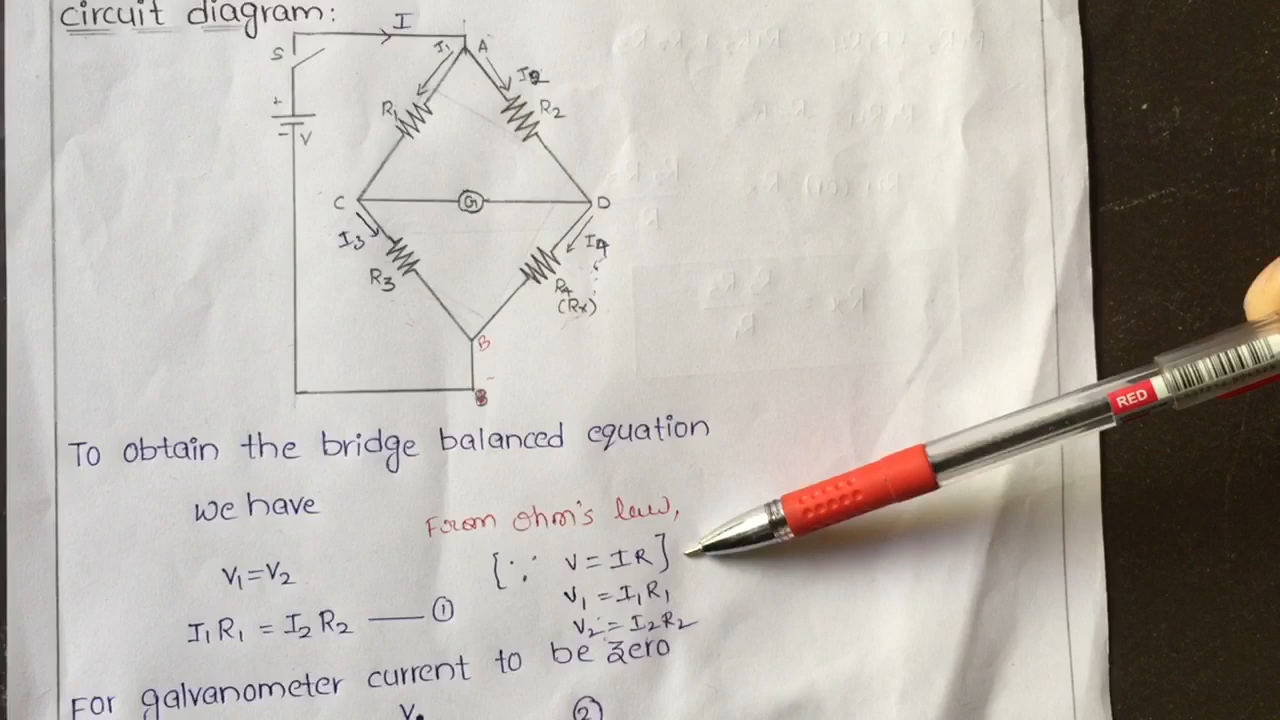 circuit diagram:
I
S
I1
A
I2
+
-
V
R1
R2
C
G
D
I3
I4
R3
R4
(Rx)
B
B
To obtain the bridge balanced equation
we have
From ohm's law,
V1=V2
[∵ V = IR]
V1 = I1R1
I1R1 = I2R2 —— ①
V2 = I2R2
For galvanometer current to be zero
②
RED